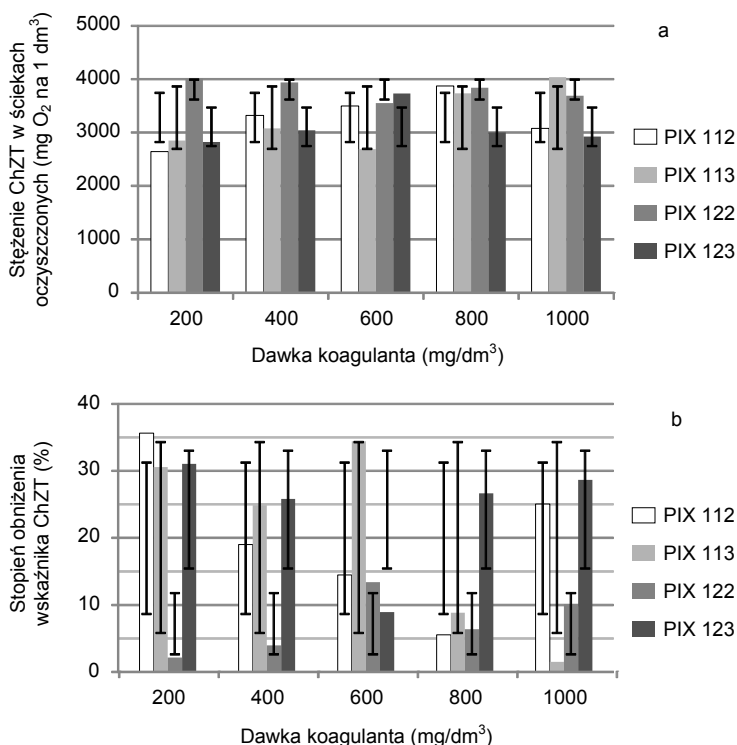 a
Stężenie ChZT w ściekach
oczyszczonych (mg O₂ na 1 dm³)
5000
4000
3000
2000
1000
0
200 400 600 800 1000
Dawka koagulanta (mg/dm³)
PIX 112
PIX 113
PIX 122
PIX 123
b
Stopień obniżenia
wskaźnika ChZT (%)
40
30
20
10
0
200 400 600 800 1000
Dawka koagulanta (mg/dm³)
PIX 112
PIX 113
PIX 122
PIX 123